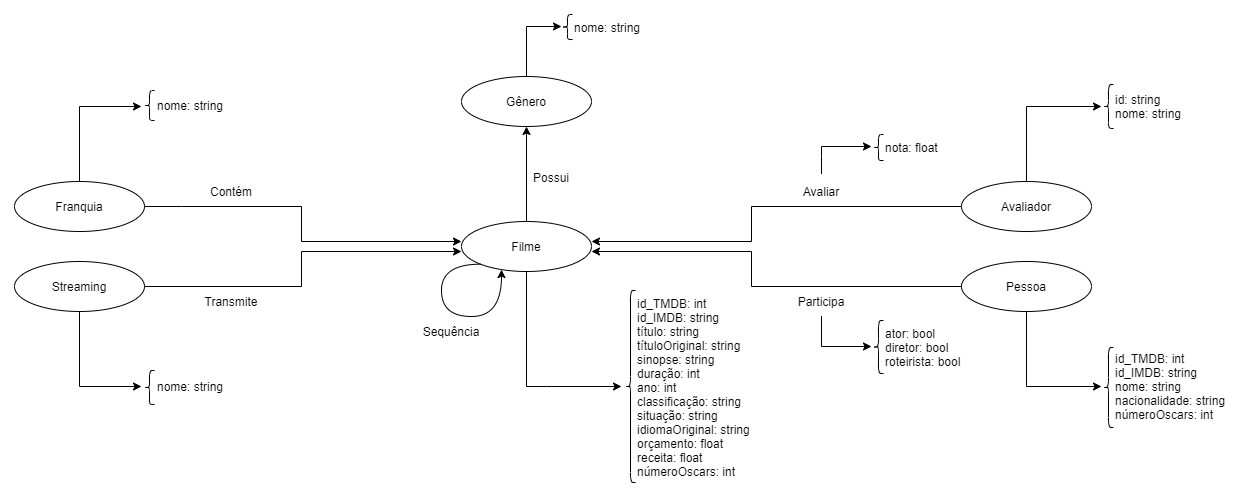 nome: string
Gênero
nome: string
Possui
Franquia
Contém
Streaming
Transmite
nome: string
Filme
Sequência
id_TMDB: int
id_IMDB: string
título: string
títuloOriginal: string
sinopse: string
duração: int
ano: int
classificação: string
situação: string
idiomaOriginal: string
orçamento: float
receita: float
númeroOscars: int
id: string
nome: string
nota: float
Avaliar
Avaliador
Pessoa
Participa
ator: bool
diretor: bool
roteirista: bool
id_TMDB: int
id_IMDB: string
nome: string
nacionalidade: string
númeroOscars: int